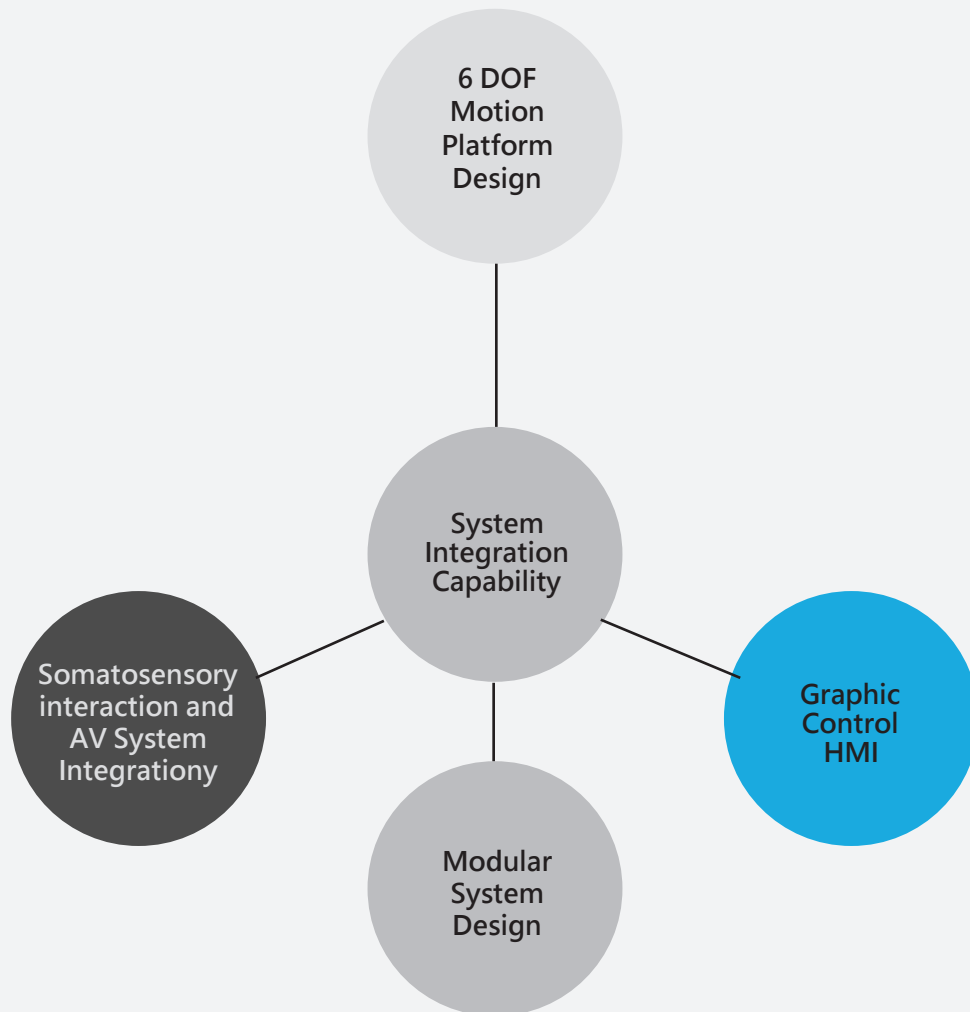 6 DOF
Motion
Platform
Design
System
Integration
Capability
Somatosensory
interaction and
AV System
Integrationy
Graphic
Control
HMI
Modular
System
Design